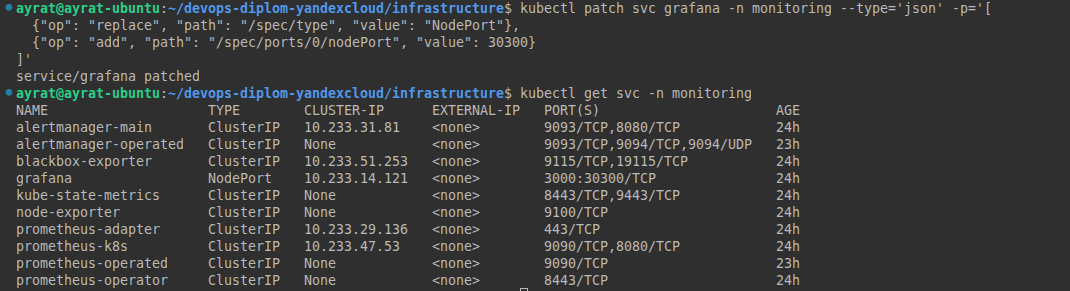 ayrat@ayrat-ubuntu:~/devops-diplom-yandexcloud/infrastructure$ kubectl patch svc grafana -n monitoring --type='json' -p='[
  {"op": "replace", "path": "/spec/type", "value": "NodePort"},
  {"op": "add", "path": "/spec/ports/0/nodePort", "value": 30300}
]'
service/grafana patched
ayrat@ayrat-ubuntu:~/devops-diplom-yandexcloud/infrastructure$ kubectl get svc -n monitoring
NAME                    TYPE        CLUSTER-IP      EXTERNAL-IP   PORT(S)                      AGE
alertmanager-main       ClusterIP   10.233.31.81    <none>        9093/TCP,8080/TCP            24h
alertmanager-operated   ClusterIP   None            <none>        9093/TCP,9094/TCP,9094/UDP   23h
blackbox-exporter       ClusterIP   10.233.51.253   <none>        9115/TCP,19115/TCP           24h
grafana                 NodePort    10.233.14.121   <none>        3000:30300/TCP               24h
kube-state-metrics      ClusterIP   None            <none>        8443/TCP,9443/TCP            24h
node-exporter           ClusterIP   None            <none>        9100/TCP                     24h
prometheus-adapter      ClusterIP   10.233.29.136   <none>        443/TCP                      24h
prometheus-k8s          ClusterIP   10.233.47.53    <none>        9090/TCP,8080/TCP            24h
prometheus-operated     ClusterIP   None            <none>        9090/TCP                     23h
prometheus-operator     ClusterIP   None            <none>        8443/TCP                     24h